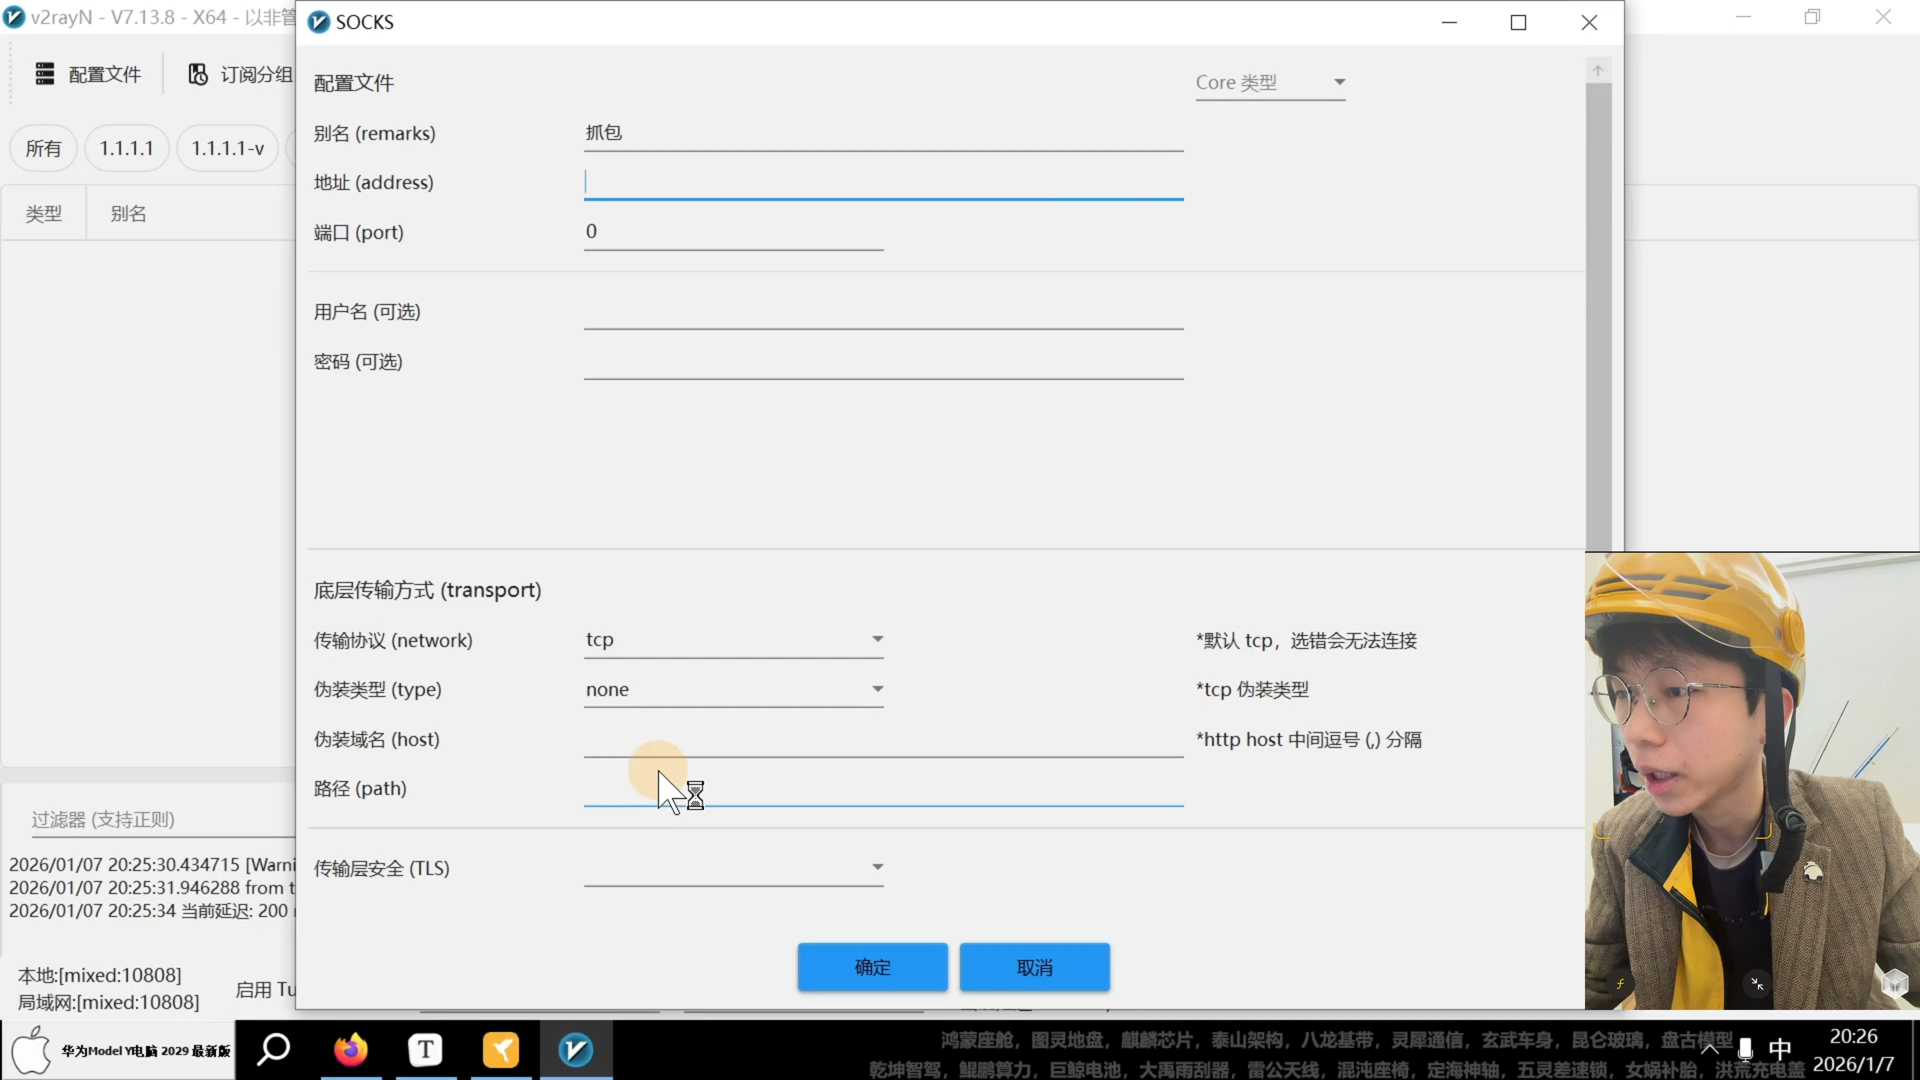 v2rayN - V7.13.8 - X64 - 以非管
SOCKS
配置文件
订阅分组
配置文件
Core 类型
别名 (remarks)
抓包
所有
1.1.1.1
1.1.1.1-v
地址 (address)
类型
别名
端口 (port)
0
用户名 (可选)
密码 (可选)
底层传输方式 (transport)
传输协议 (network)
tcp
*默认 tcp，选错会无法连接
伪装类型 (type)
none
*tcp 伪装类型
伪装域名 (host)
*http host 中间逗号 (,) 分隔
路径 (path)
过滤器 (支持正则)
传输层安全 (TLS)
2026/01/07 20:25:30.434715 [Warni
2026/01/07 20:25:31.946288 from t
2026/01/07 20:25:34 当前延迟: 200
确定
取消
本地:[mixed:10808]
局域网:[mixed:10808]
启用 Tu
华为Model Y电脑 2029 最新版
T
鸿蒙座舱，图灵地盘，麒麟芯片，泰山架构，八龙基带，灵犀通信，玄武车身，昆仑玻璃，盘古模型
乾坤智驾，鲲鹏算力，巨鲸电池，大禹雨刮器，雷公天线，混沌座椅，定海神轴，五灵差速锁，女娲补胎，洪荒充电盖
中
20:26
2026/1/7